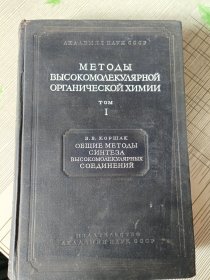 АКАДЕМИЯ НАУК СССР
МЕТОДЫ
ВЫСОКОМОЛЕКУЛЯРНОЙ
ОРГАНИЧЕСКОЙ ХИМИИ
ТОМ
I
В. В. КОРШАК
ОБЩИЕ МЕТОДЫ
СИНТЕЗА
ВЫСОКОМОЛЕКУЛЯРНЫХ
СОЕДИНЕНИЙ
ИЗДАТЕЛЬСТВО
АКАДЕМИИ НАУК СССР